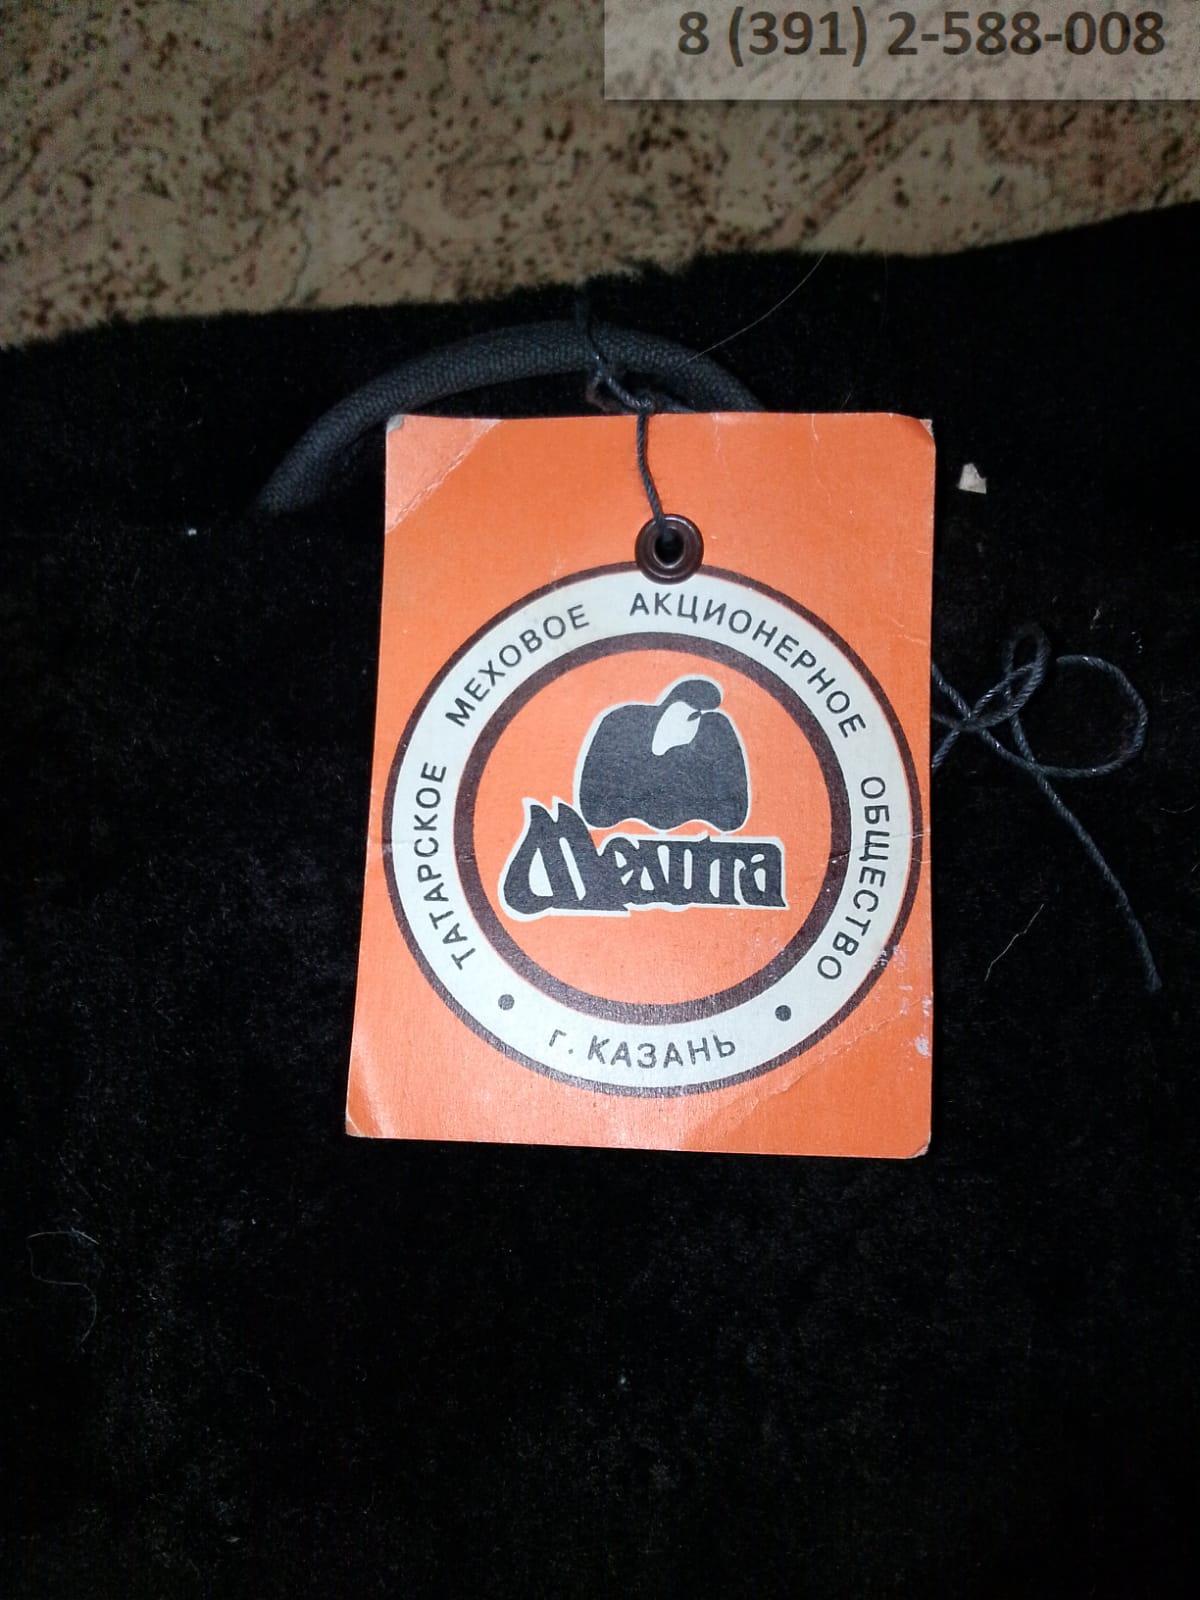 8 (391) 2-588-008
ТАТАРСКОЕ МЕХОВОЕ АКЦИОНЕРНОЕ ОБЩЕСТВО
Мелита
• г. КАЗАНЬ •